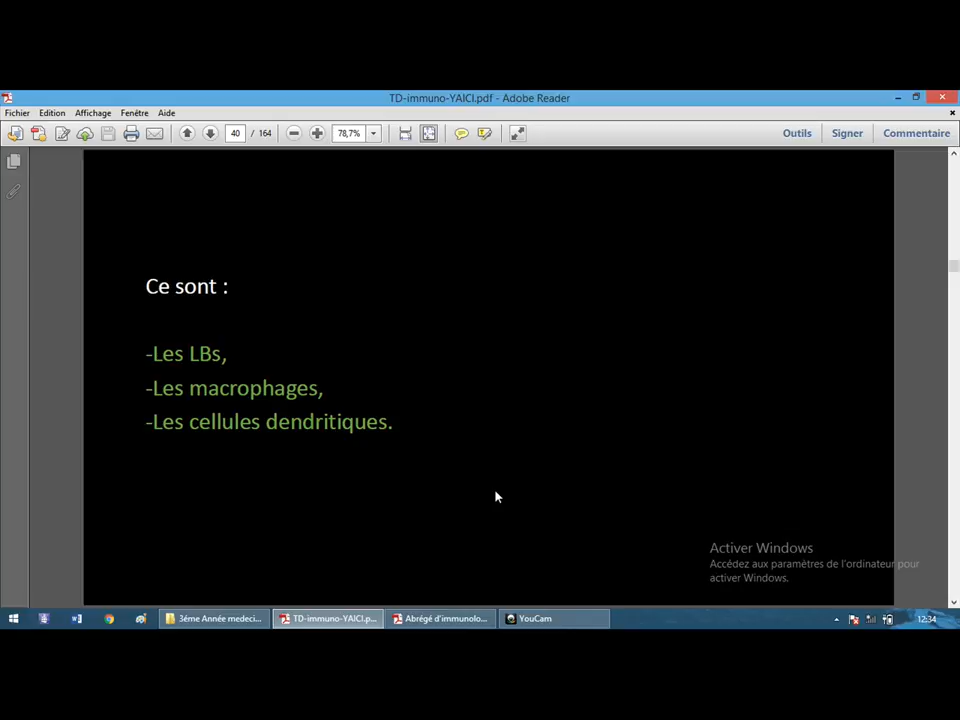 TD-immuno-YAICI.pdf - Adobe Reader
Fichier Edition Affichage Fenêtre Aide
40 / 164 78,7% Outils Signer Commentaire
Ce sont :
-Les LBs,
-Les macrophages,
-Les cellules dendritiques.
Activer Windows
Accédez aux paramètres de l'ordinateur pour
activer Windows.
3éme Année medeci... TD-immuno-YAICI.p... Abrégé d'immunolo... YouCam 12:34